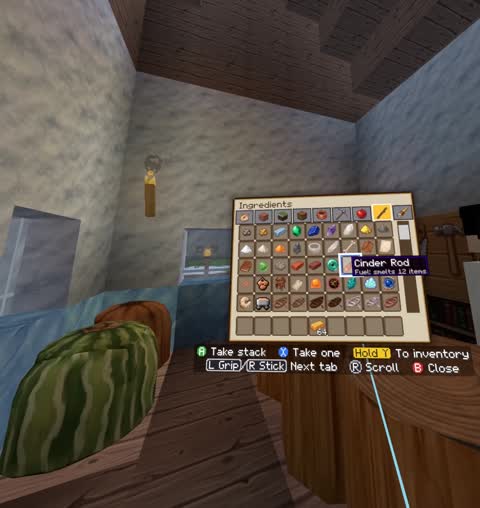 Ingredients
Cinder Rod
Fuel: smelts 12 items
64
A Take stack X Take one Hold Y To inventory
L Grip/R Stick Next tab R Scroll B Close